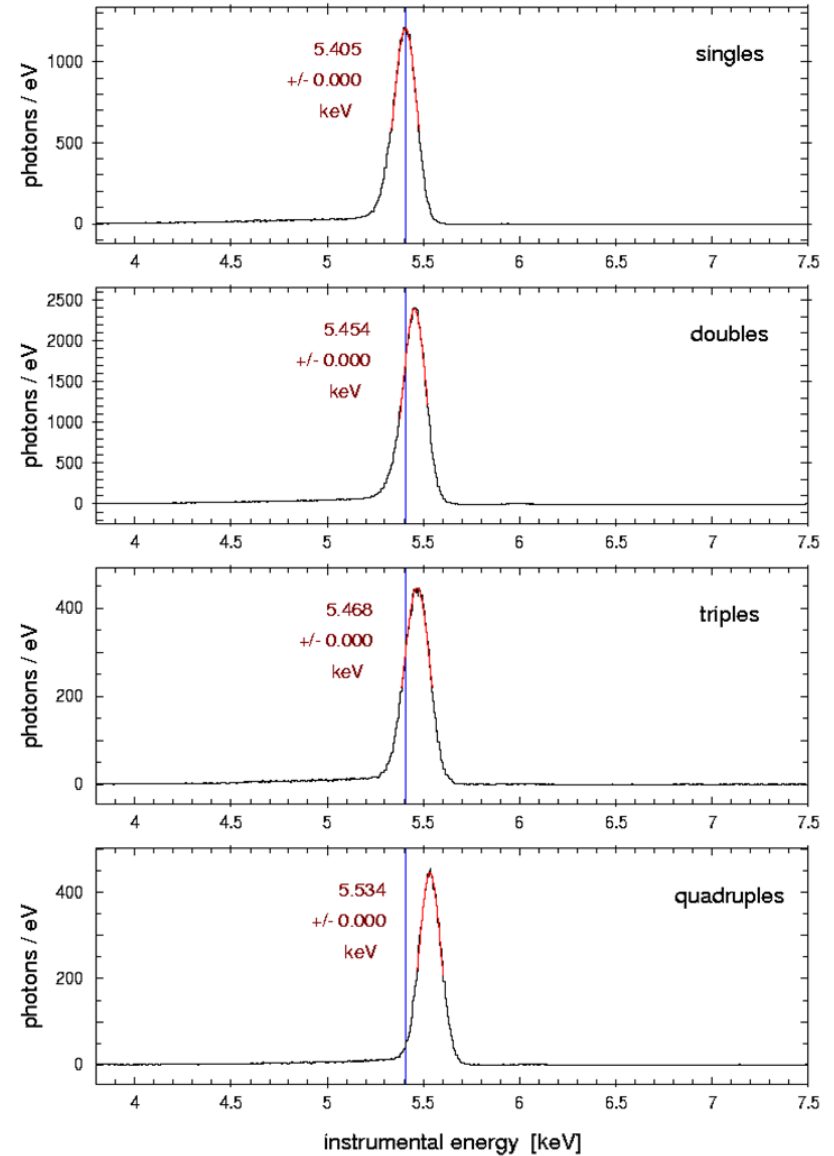 photons / eV
1000
500
0
5.405
+/- 0.000
keV
singles
4 4.5 5 5.5 6 6.5 7 7.5
photons / eV
2500
2000
1500
1000
500
0
5.454
+/- 0.000
keV
doubles
4 4.5 5 5.5 6 6.5 7 7.5
photons / eV
400
200
0
5.468
+/- 0.000
keV
triples
4 4.5 5 5.5 6 6.5 7 7.5
photons / eV
400
200
0
5.534
+/- 0.000
keV
quadruples
4 4.5 5 5.5 6 6.5 7 7.5
instrumental energy [keV]